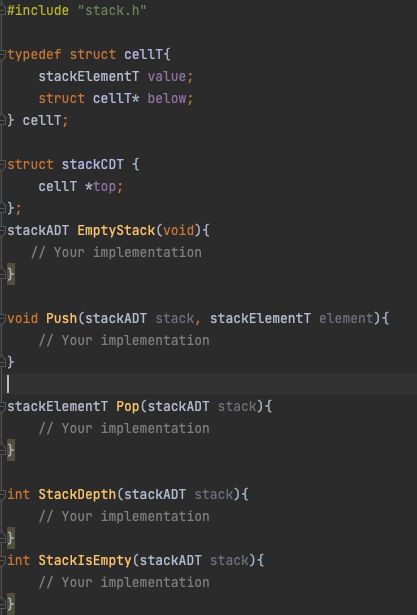 #include "stack.h"
typedef struct cellT{
    stackElementT value;
    struct cellT* below;
} cellT;
struct stackCDT {
    cellT *top;
};
stackADT EmptyStack(void){
   // Your implementation
}
void Push(stackADT stack, stackElementT element){
    // Your implementation
}
stackElementT Pop(stackADT stack){
    // Your implementation
}
int StackDepth(stackADT stack){
    // Your implementation
}
int StackIsEmpty(stackADT stack){
    // Your implementation
}